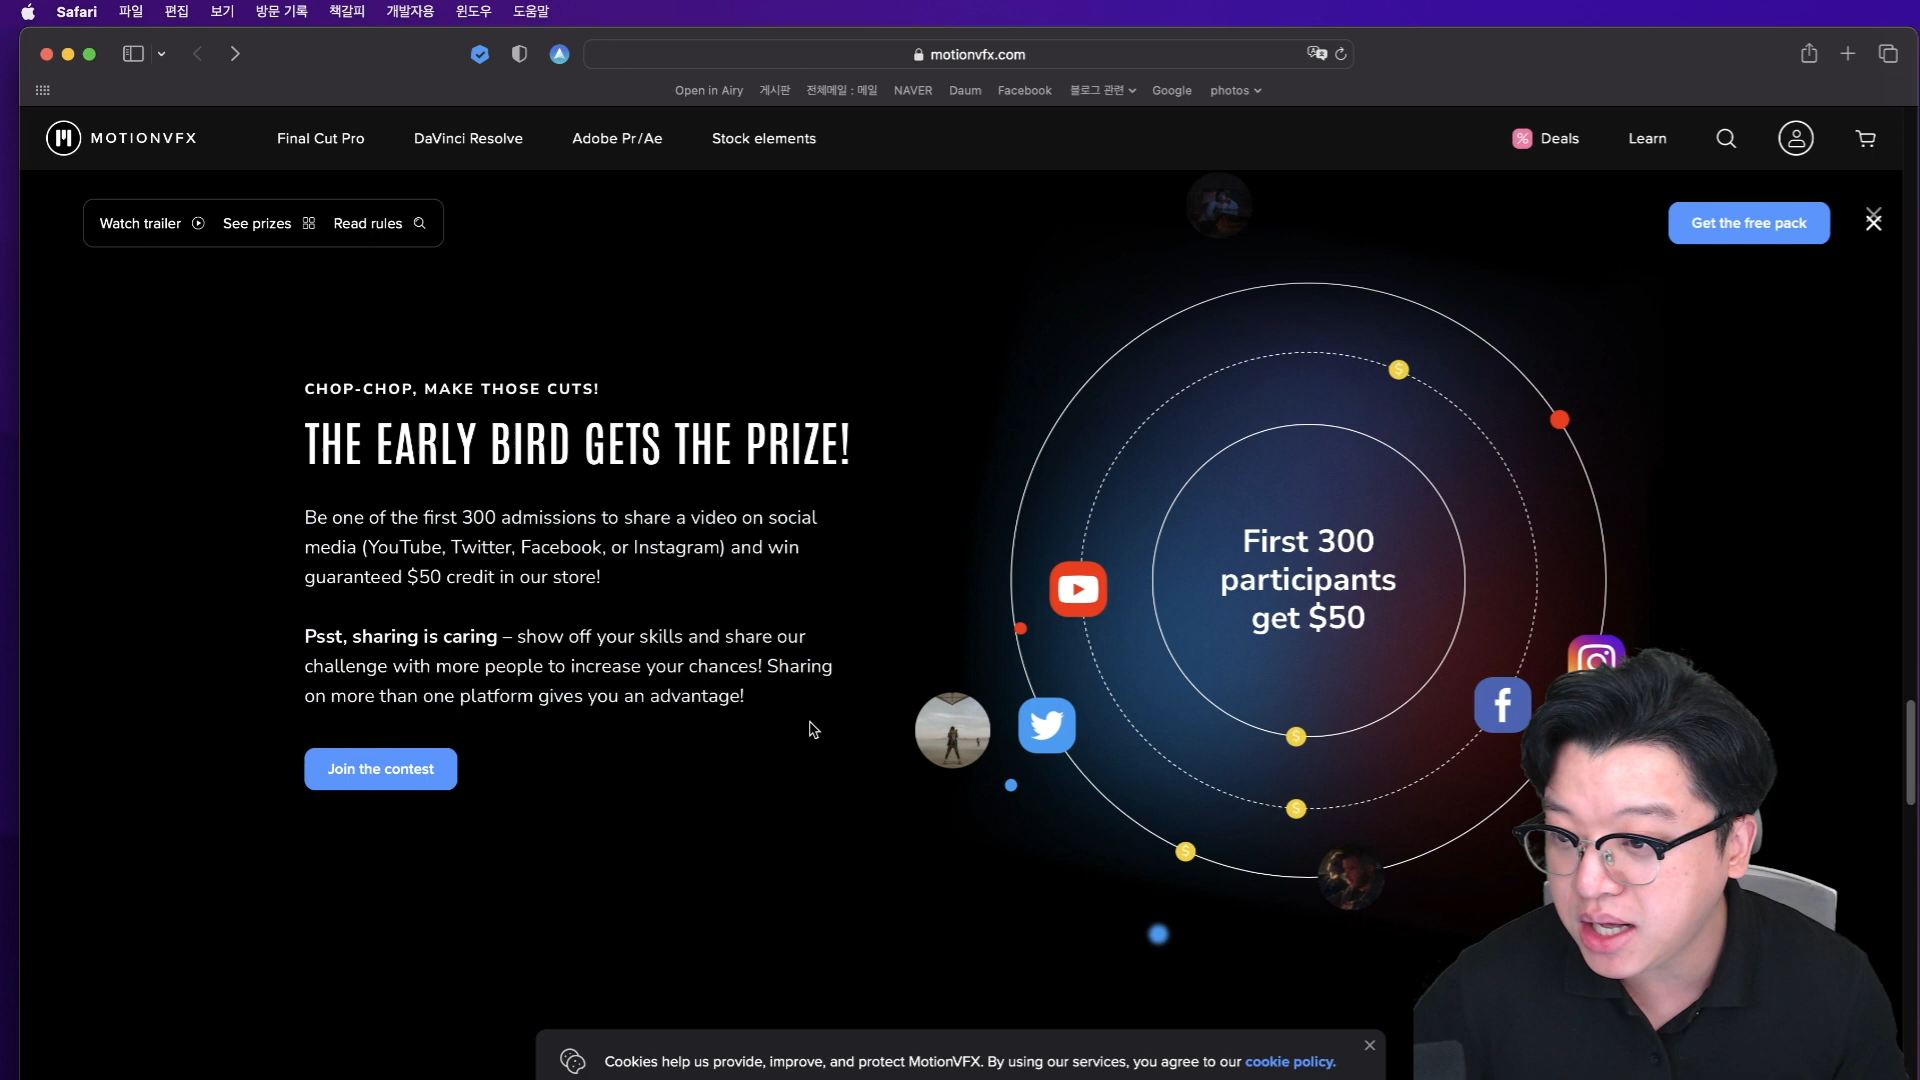 Safari 파일 편집 보기 방문 기록 책갈피 개발자용 윈도우 도움말
motionvfx.com
Open in Airy 게시판 전체메일 : 메일 NAVER Daum Facebook 블로그 관련 Google photos
MOTIONVFX Final Cut Pro DaVinci Resolve Adobe Pr/Ae Stock elements % Deals Learn
Watch trailer See prizes Read rules Get the free pack
CHOP-CHOP, MAKE THOSE CUTS!
THE EARLY BIRD GETS THE PRIZE!
Be one of the first 300 admissions to share a video on social
media (YouTube, Twitter, Facebook, or Instagram) and win
guaranteed $50 credit in our store!
Psst, sharing is caring – show off your skills and share our
challenge with more people to increase your chances! Sharing
on more than one platform gives you an advantage!
Join the contest
First 300
participants
get $50
Cookies help us provide, improve, and protect MotionVFX. By using our services, you agree to our cookie policy.